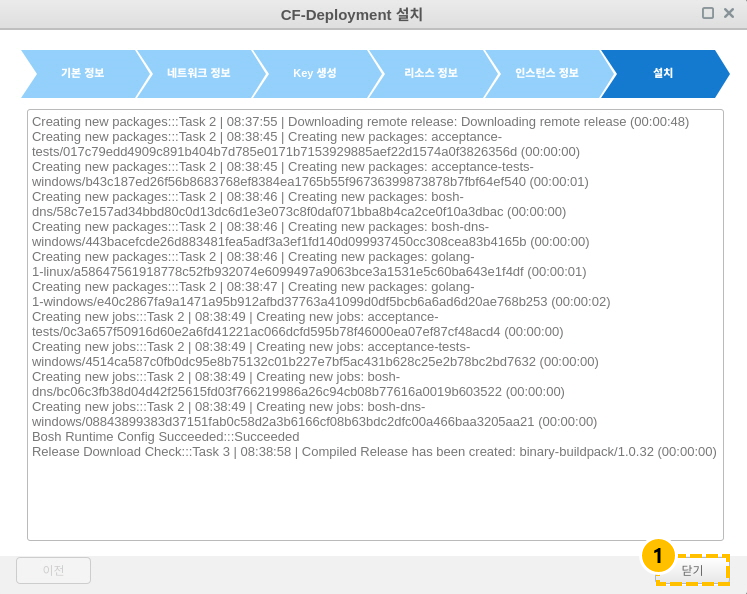 CF-Deployment 설치
기본 정보
네트워크 정보
Key 생성
리소스 정보
인스턴스 정보
설치
Creating new packages:::Task 2 | 08:37:55 | Downloading remote release: Downloading remote release (00:00:48)
Creating new packages:::Task 2 | 08:38:45 | Creating new packages: acceptance-
tests/017c79edd4909c891b404b7d785e0171b7153929885aef22d1574a0f3826356d (00:00:00)
Creating new packages:::Task 2 | 08:38:45 | Creating new packages: acceptance-tests-
windows/b43c187ed26f56b8683768ef8384ea1765b55f96736399873878b7fbf64ef540 (00:00:01)
Creating new packages:::Task 2 | 08:38:46 | Creating new packages: bosh-
dns/58c7e157ad34bbd80c0d13dc6d1e3e073c8f0daf071bba8b4ca2ce0f10a3dbac (00:00:00)
Creating new packages:::Task 2 | 08:38:46 | Creating new packages: bosh-dns-
windows/443bacefcde26d883481fea5adf3a3ef1fd140d099937450cc308cea83b4165b (00:00:00)
Creating new packages:::Task 2 | 08:38:46 | Creating new packages: golang-
1-linux/a58647561918778c52fb932074e6099497a9063bce3a1531e5c60ba643e1f4df (00:00:01)
Creating new packages:::Task 2 | 08:38:47 | Creating new packages: golang-
1-windows/e40c2867fa9a1471a95b912afbd37763a41099d0df5bcb6a6ad6d20ae768b253 (00:00:02)
Creating new jobs:::Task 2 | 08:38:49 | Creating new jobs: acceptance-
tests/0c3a657f50916d60e2a6fd41221ac066dcfd595b78f46000ea07ef87cf48acd4 (00:00:00)
Creating new jobs:::Task 2 | 08:38:49 | Creating new jobs: acceptance-tests-
windows/4514ca587c0fb0dc95e8b75132c01b227e7bf5ac431b628c25e2b78bc2bd7632 (00:00:00)
Creating new jobs:::Task 2 | 08:38:49 | Creating new jobs: bosh-
dns/bc06c3fb38d04d42f25615fd03f766219986a26c94cb08b77616a0019b603522 (00:00:00)
Creating new jobs:::Task 2 | 08:38:49 | Creating new jobs: bosh-dns-
windows/08843899383d37151fab0c58d2a3b6166cf08b63bdc2dfc00a466baa3205aa21 (00:00:00)
Bosh Runtime Config Succeeded:::Succeeded
Release Download Check:::Task 3 | 08:38:58 | Compiled Release has been created: binary-buildpack/1.0.32 (00:00:00)
이전
1
닫기